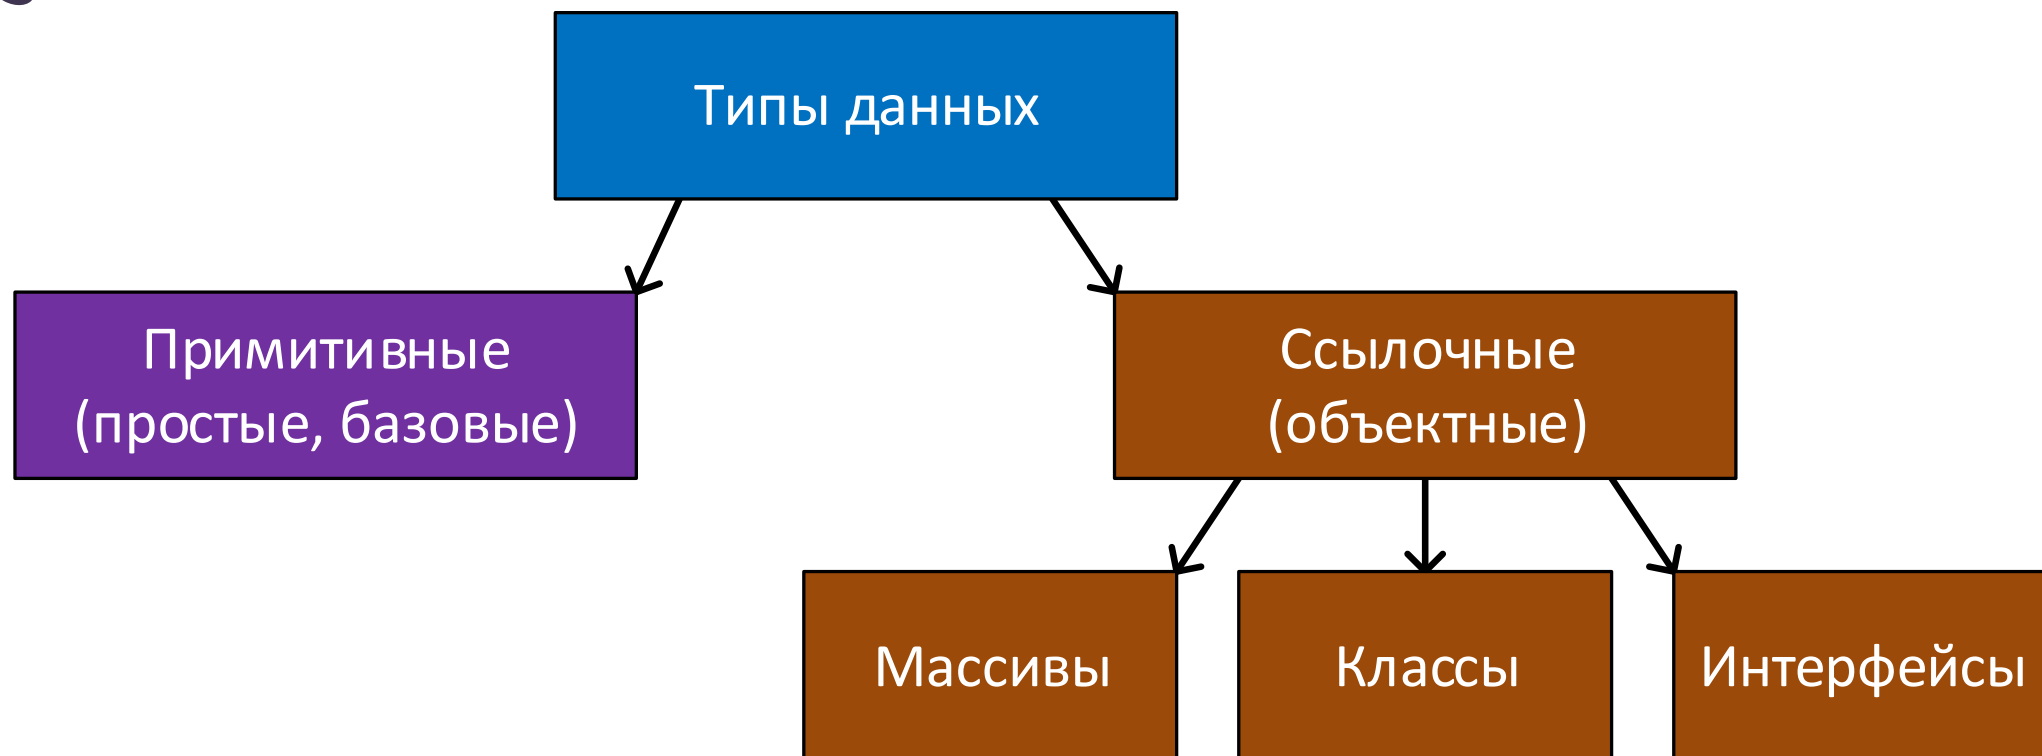 Типы данных
Примитивные
(простые, базовые)
Ссылочные
(объектные)
Массивы
Классы
Интерфейсы